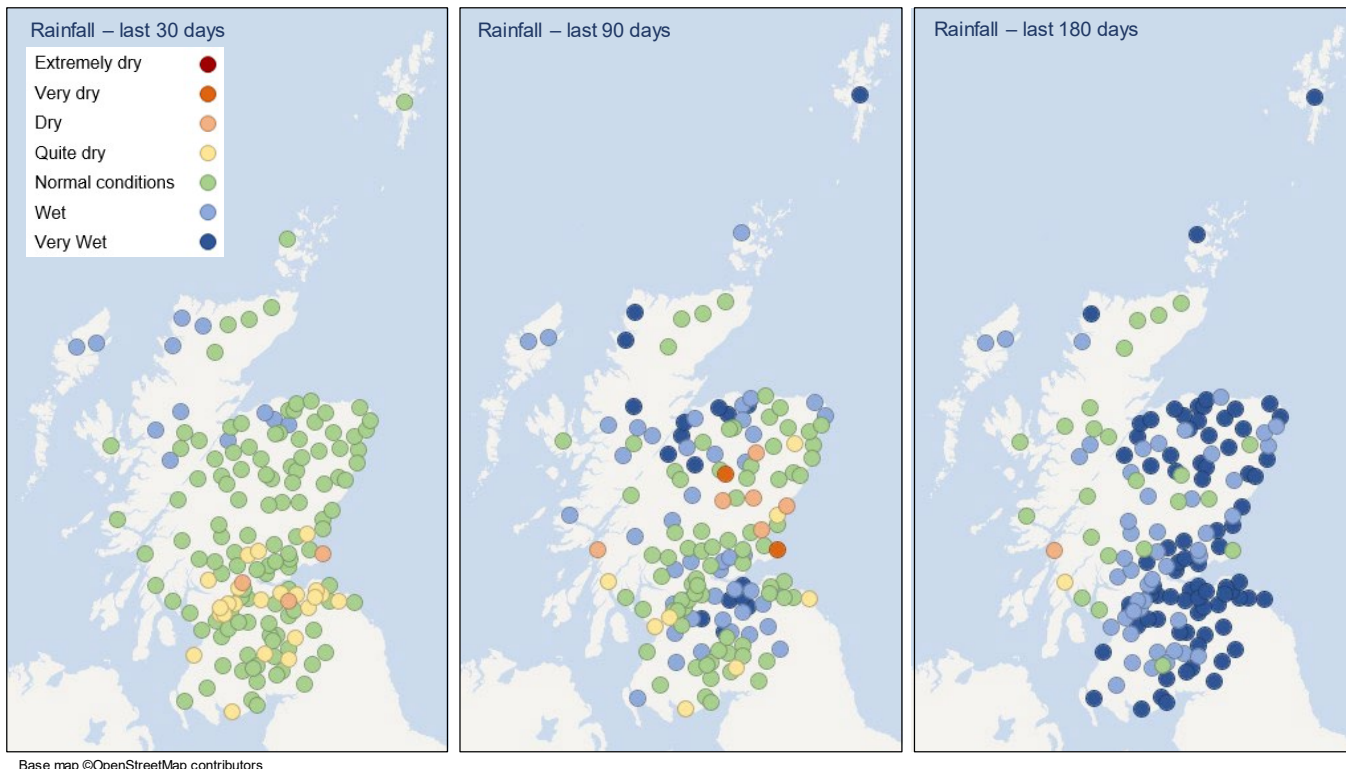 Rainfall – last 30 days
Extremely dry
Very dry
Dry
Quite dry
Normal conditions
Wet
Very Wet
Rainfall – last 90 days
Rainfall – last 180 days
Base map ©OpenStreetMap contributors